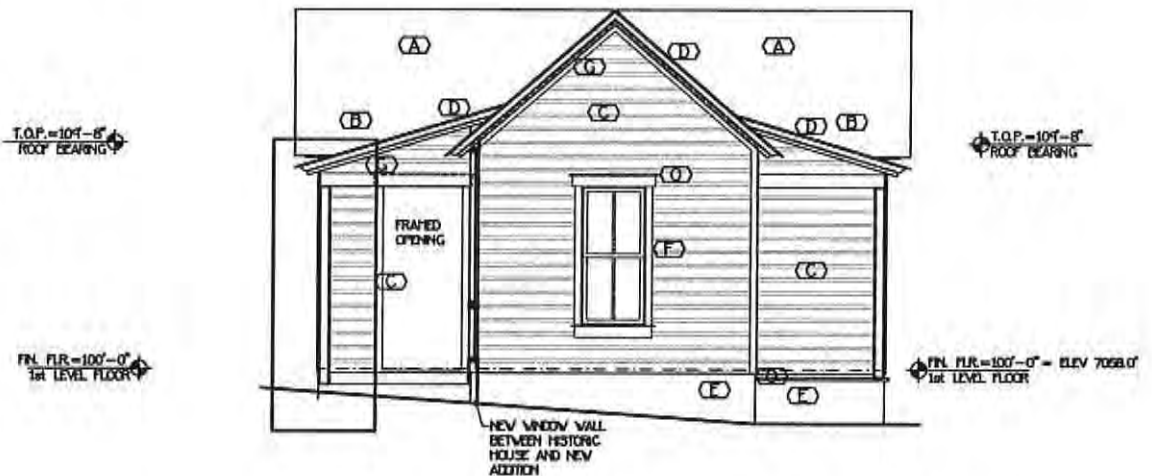 A
A
D
G
C
B
D
D
B
T.O.P.=109'-8"
ROOF BEARING
T.O.P.=109'-8"
ROOF BEARING
G
FRAMED
OPENING
F
C
C
FIN. FLR.=100'-0"
1st LEVEL FLOOR
FIN. FLR.=100'-0" = ELEV 7058.0'
1st LEVEL FLOOR
E
E
NEW WINDOW WALL
BETWEEN HISTORIC
HOUSE AND NEW
ADDITION